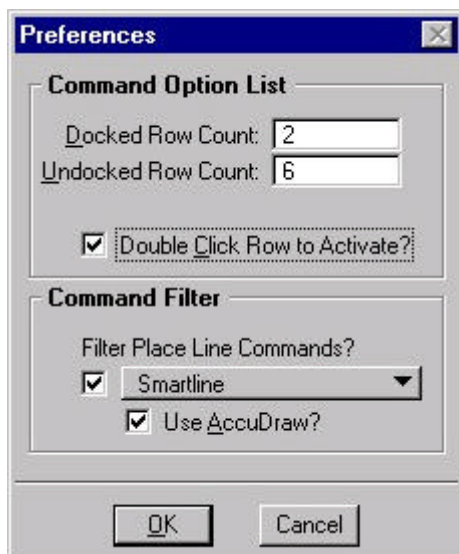 Preferences
Command Option List
Docked Row Count: 2
Undocked Row Count: 6
Double Click Row to Activate?
Command Filter
Filter Place Line Commands?
Smartline
Use AccuDraw?
OK Cancel